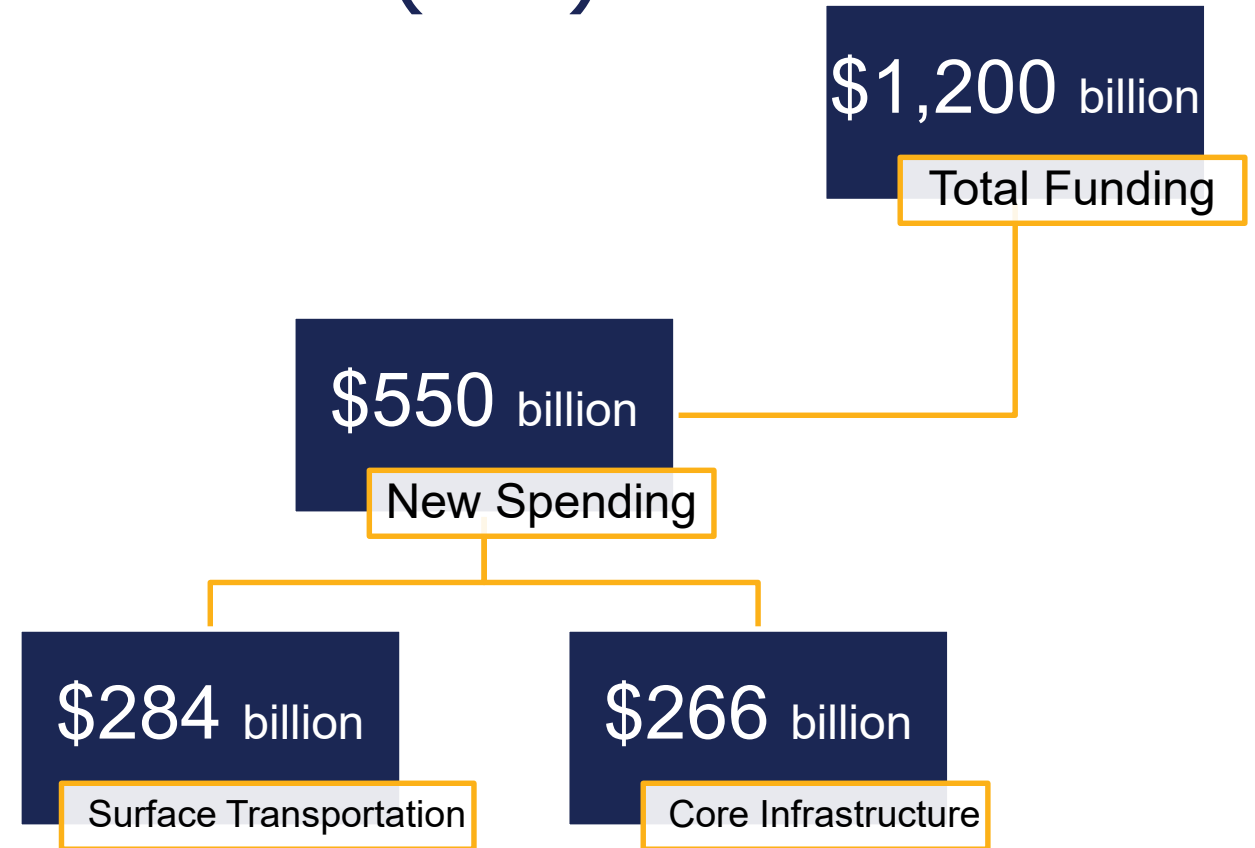 $1,200 billion
Total Funding
$550 billion
New Spending
$284 billion
Surface Transportation
$266 billion
Core Infrastructure